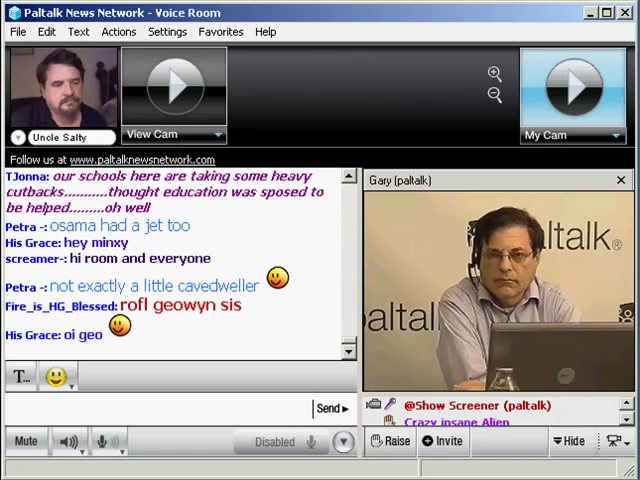 Paltalk News Network - Voice Room
File Edit Text Actions Settings Favorites Help
Uncle Salty
View Cam
My Cam
Follow us at www.paltalknewsnetwork.com
TJonna: our schools here are taking some heavy
cutbacks..........thought education was sposed to
be helped.........oh well
Petra -: osama had a jet too
His Grace: hey minxy
screamer-: hi room and everyone
Petra -: not exactly a little cavedweller
Fire_is_HG_Blessed: rofl geowyn sis
His Grace: oi geo
Gary (paltalk)
paltalk®
paltalk
T...
Send
@Show Screener (paltalk)
Crazy insane Alien
Mute
Disabled
Raise
Invite
Hide